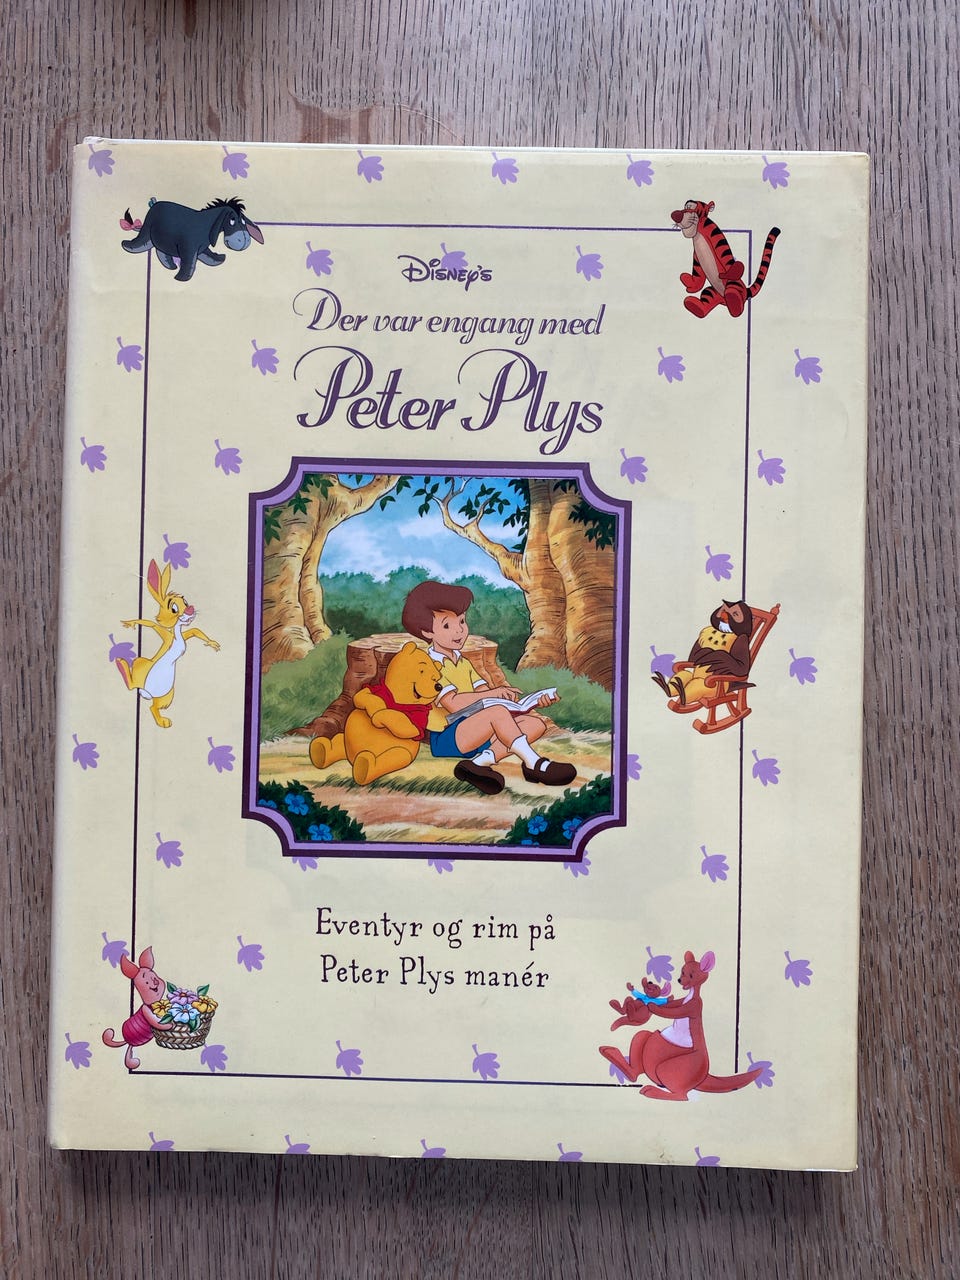 Disney's
Der var engang med
Peter Plys
Eventyr og rim på
Peter Plys manér